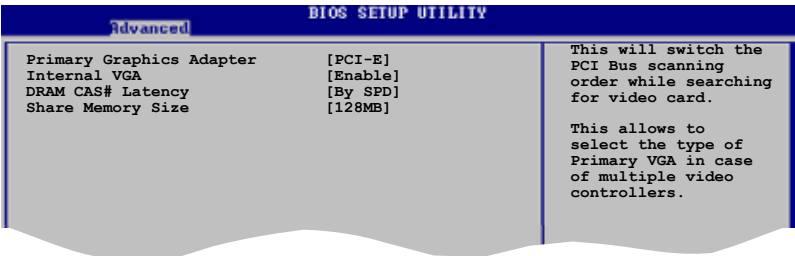 BIOS SETUP UTILITY
Advanced
Primary Graphics Adapter [PCI-E]
Internal VGA [Enable]
DRAM CAS# Latency [By SPD]
Share Memory Size [128MB]
This will switch the
PCI Bus scanning
order while searching
for video card.
This allows to
select the type of
Primary VGA in case
of multiple video
controllers.